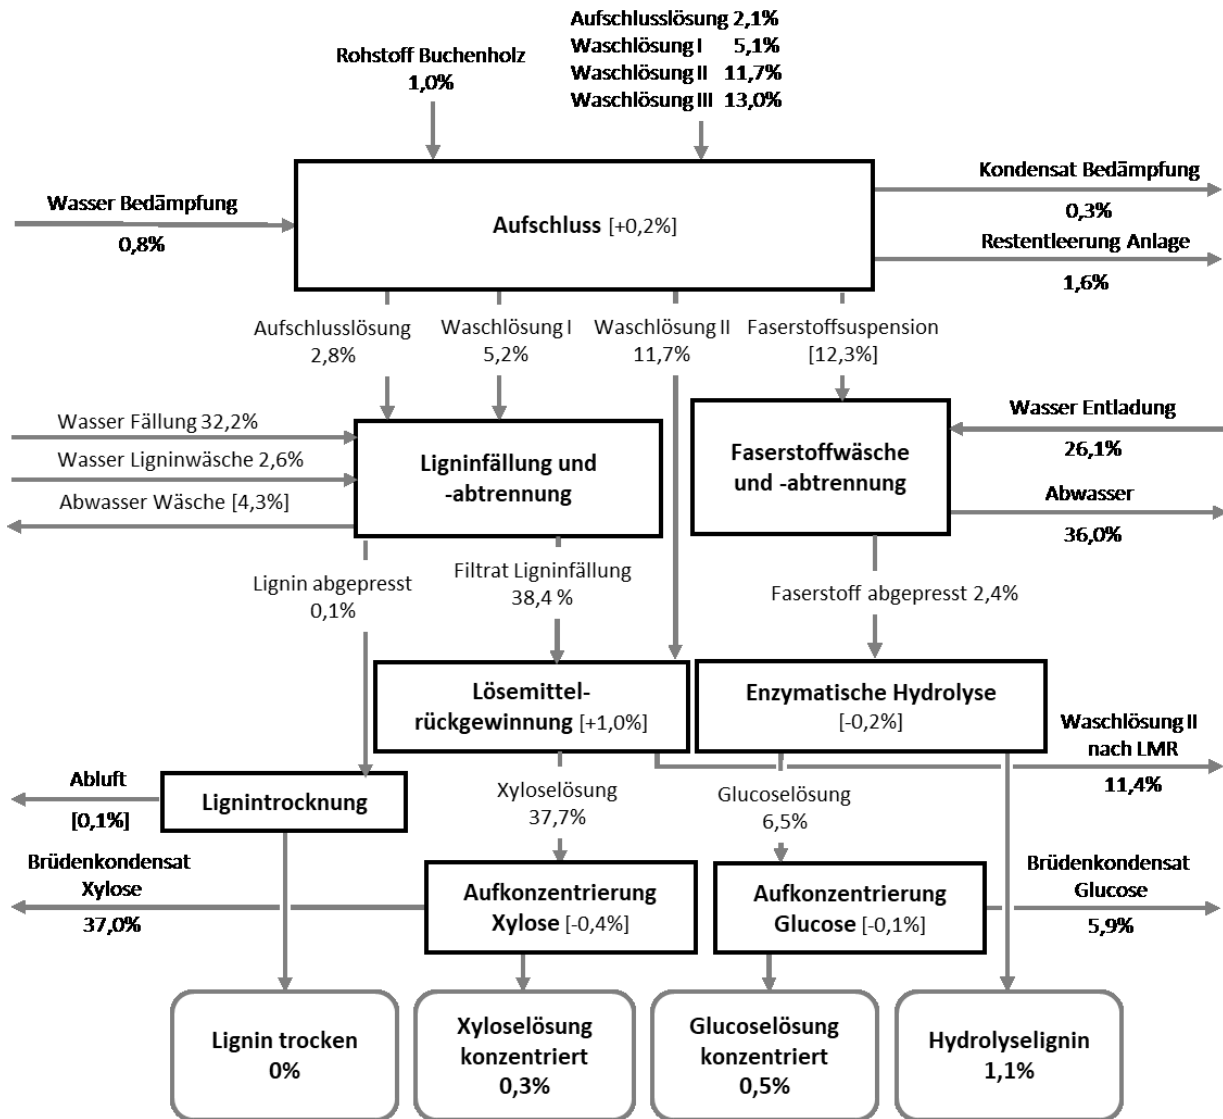 Aufschlusslösung 2,1%
Waschlösung I 5,1%
Waschlösung II 11,7%
Waschlösung III 13,0%
Rohstoff Buchenholz
1,0%
Wasser Bedämpfung
0,8%
Aufschluss [+0,2%]
Kondensat Bedämpfung
0,3%
Restentleerung Anlage
1,6%
Aufschlusslösung
2,8%
Waschlösung I
5,2%
Waschlösung II
11,7%
Faserstoffsuspension
[12,3%]
Wasser Fällung 32,2%
Wasser Ligninwäsche 2,6%
Abwasser Wäsche [4,3%]
Ligninfällung und
-abtrennung
Faserstoffwäsche
und -abtrennung
Wasser Entladung
26,1%
Abwasser
36,0%
Lignin abgepresst
0,1%
Filtrat Ligninfällung
38,4 %
Faserstoff abgepresst 2,4%
Lösemittel-
rückgewinnung [+1,0%]
Enzymatische Hydrolyse
[-0,2%]
Waschlösung II
nach LMR
11,4%
Abluft
[0,1%]
Lignintrocknung
Xyloselösung
37,7%
Glucoselösung
6,5%
Brüdenkondensat
Xylose
37,0%
Aufkonzentrierung
Xylose [-0,4%]
Aufkonzentrierung
Glucose [-0,1%]
Brüdenkondensat
Glucose
5,9%
Lignin trocken
0%
Xyloselösung
konzentriert
0,3%
Glucoselösung
konzentriert
0,5%
Hydrolyselignin
1,1%